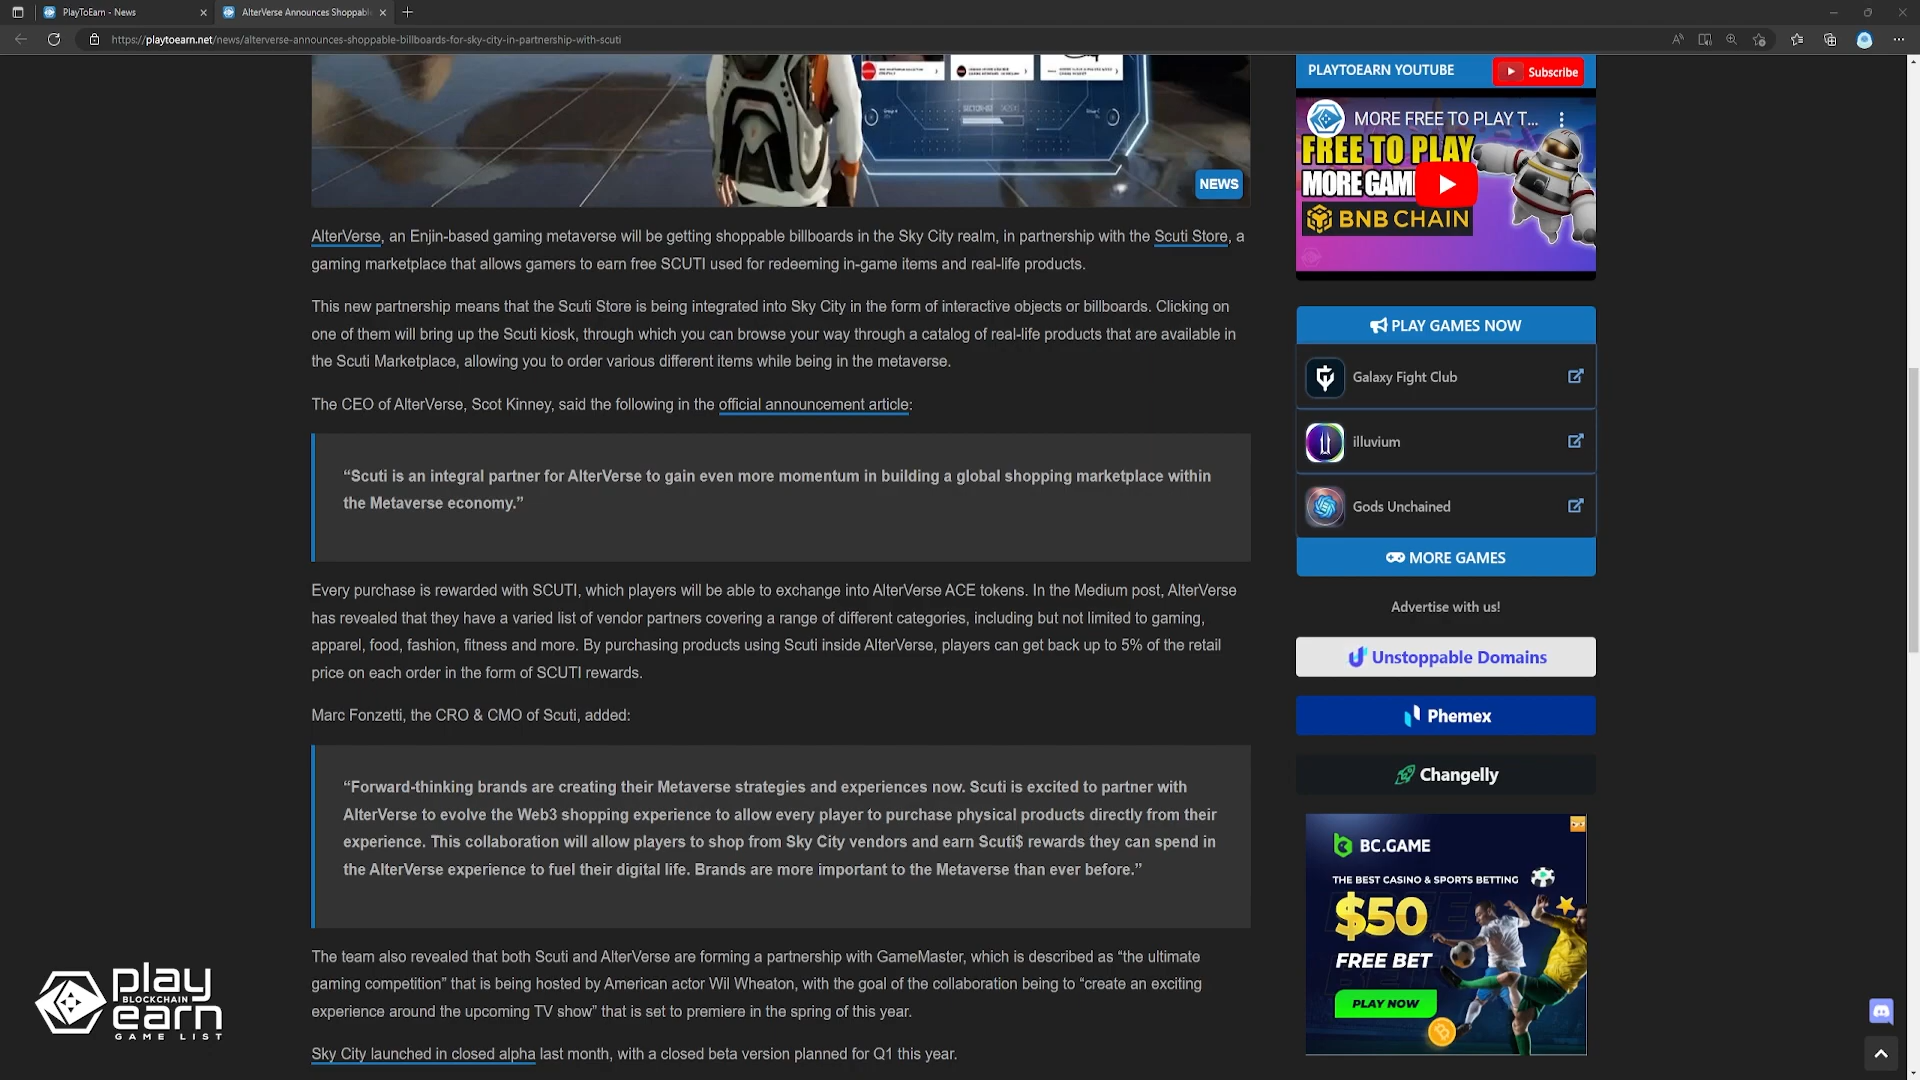 PlayToEarn - News
AlterVerse Announces Shoppable
https://playtoearn.net/news/alterverse-announces-shoppable-billboards-for-sky-city-in-partnership-with-scuti
NEWS
AlterVerse, an Enjin-based gaming metaverse will be getting shoppable billboards in the Sky City realm, in partnership with the Scuti Store, a
gaming marketplace that allows gamers to earn free SCUTI used for redeeming in-game items and real-life products.
This new partnership means that the Scuti Store is being integrated into Sky City in the form of interactive objects or billboards. Clicking on
one of them will bring up the Scuti kiosk, through which you can browse your way through a catalog of real-life products that are available in
the Scuti Marketplace, allowing you to order various different items while being in the metaverse.
The CEO of AlterVerse, Scot Kinney, said the following in the official announcement article:
“Scuti is an integral partner for AlterVerse to gain even more momentum in building a global shopping marketplace within
the Metaverse economy.”
Every purchase is rewarded with SCUTI, which players will be able to exchange into AlterVerse ACE tokens. In the Medium post, AlterVerse
has revealed that they have a varied list of vendor partners covering a range of different categories, including but not limited to gaming,
apparel, food, fashion, fitness and more. By purchasing products using Scuti inside AlterVerse, players can get back up to 5% of the retail
price on each order in the form of SCUTI rewards.
Marc Fonzetti, the CRO & CMO of Scuti, added:
“Forward-thinking brands are creating their Metaverse strategies and experiences now. Scuti is excited to partner with
AlterVerse to evolve the Web3 shopping experience to allow every player to purchase physical products directly from their
experience. This collaboration will allow players to shop from Sky City vendors and earn Scuti$ rewards they can spend in
the AlterVerse experience to fuel their digital life. Brands are more important to the Metaverse than ever before.”
The team also revealed that both Scuti and AlterVerse are forming a partnership with GameMaster, which is described as “the ultimate
gaming competition” that is being hosted by American actor Wil Wheaton, with the goal of the collaboration being to “create an exciting
experience around the upcoming TV show” that is set to premiere in the spring of this year.
Sky City launched in closed alpha last month, with a closed beta version planned for Q1 this year.
PLAYTOEARN YOUTUBE
Subscribe
MORE FREE TO PLAY T...
FREE TO PLAY
MORE GAM
BNB CHAIN
PLAY GAMES NOW
Galaxy Fight Club
illuvium
Gods Unchained
MORE GAMES
Advertise with us!
Unstoppable Domains
Phemex
Changelly
BC.GAME
THE BEST CASINO & SPORTS BETTING
$50
FREE BET
PLAY NOW
play
BLOCKCHAIN
earn
GAME LIST